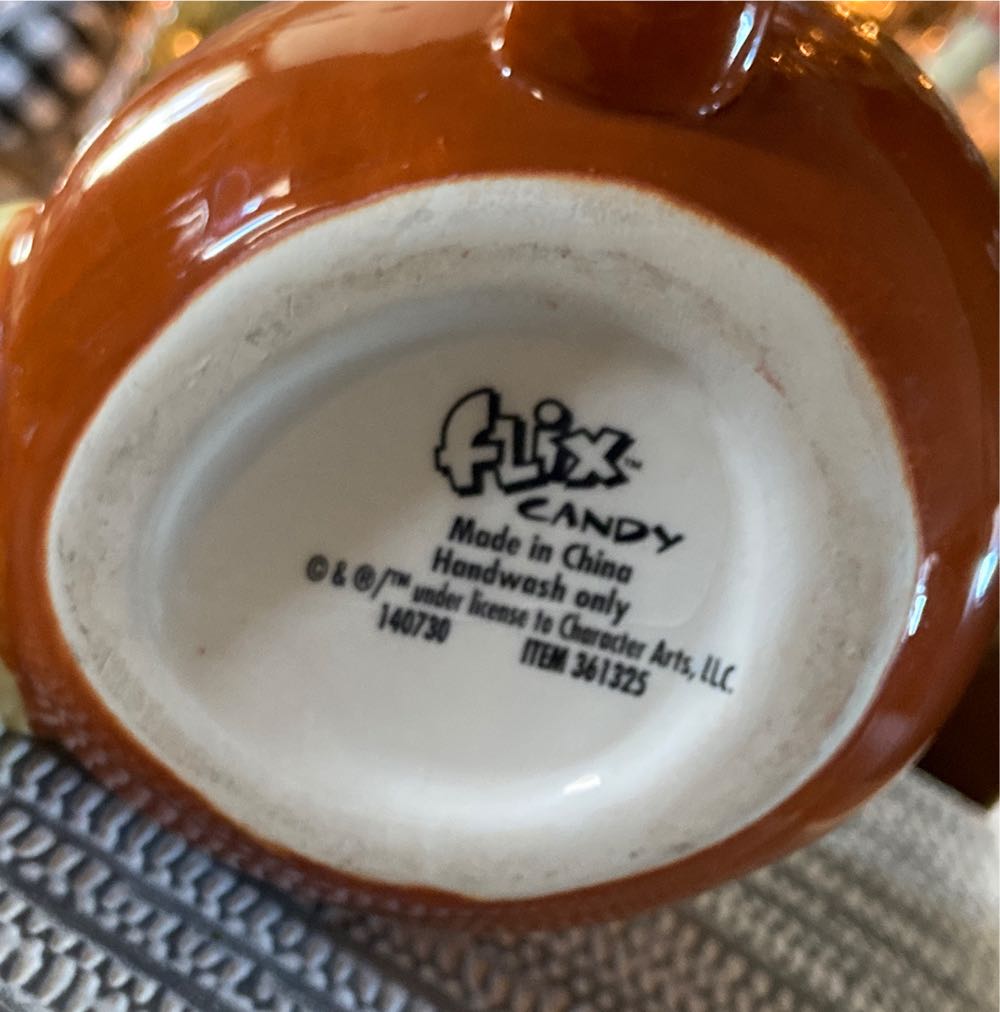 fLix™
CANDY
Made in China
Handwash only
© & ®/™ under license to Character Arts, LLC.
140730 ITEM 361325